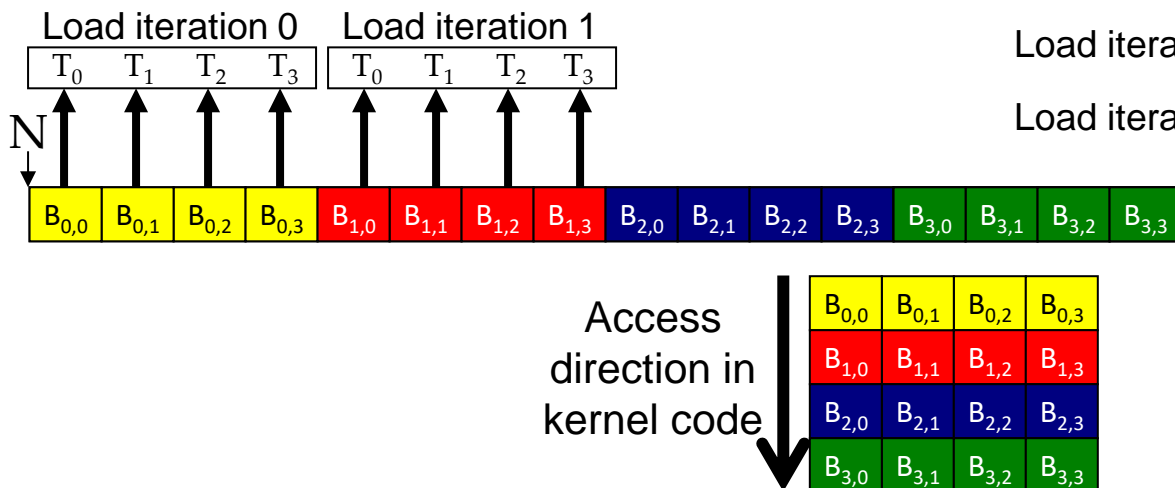 Load iteration 0 Load iteration 1
Load itera
T0 T1 T2 T3 T0 T1 T2 T3
Load itera
N
B0,0 B0,1 B0,2 B0,3 B1,0 B1,1 B1,2 B1,3 B2,0 B2,1 B2,2 B2,3 B3,0 B3,1 B3,2 B3,3
Access
direction in
kernel code
B0,0 B0,1 B0,2 B0,3
B1,0 B1,1 B1,2 B1,3
B2,0 B2,1 B2,2 B2,3
B3,0 B3,1 B3,2 B3,3